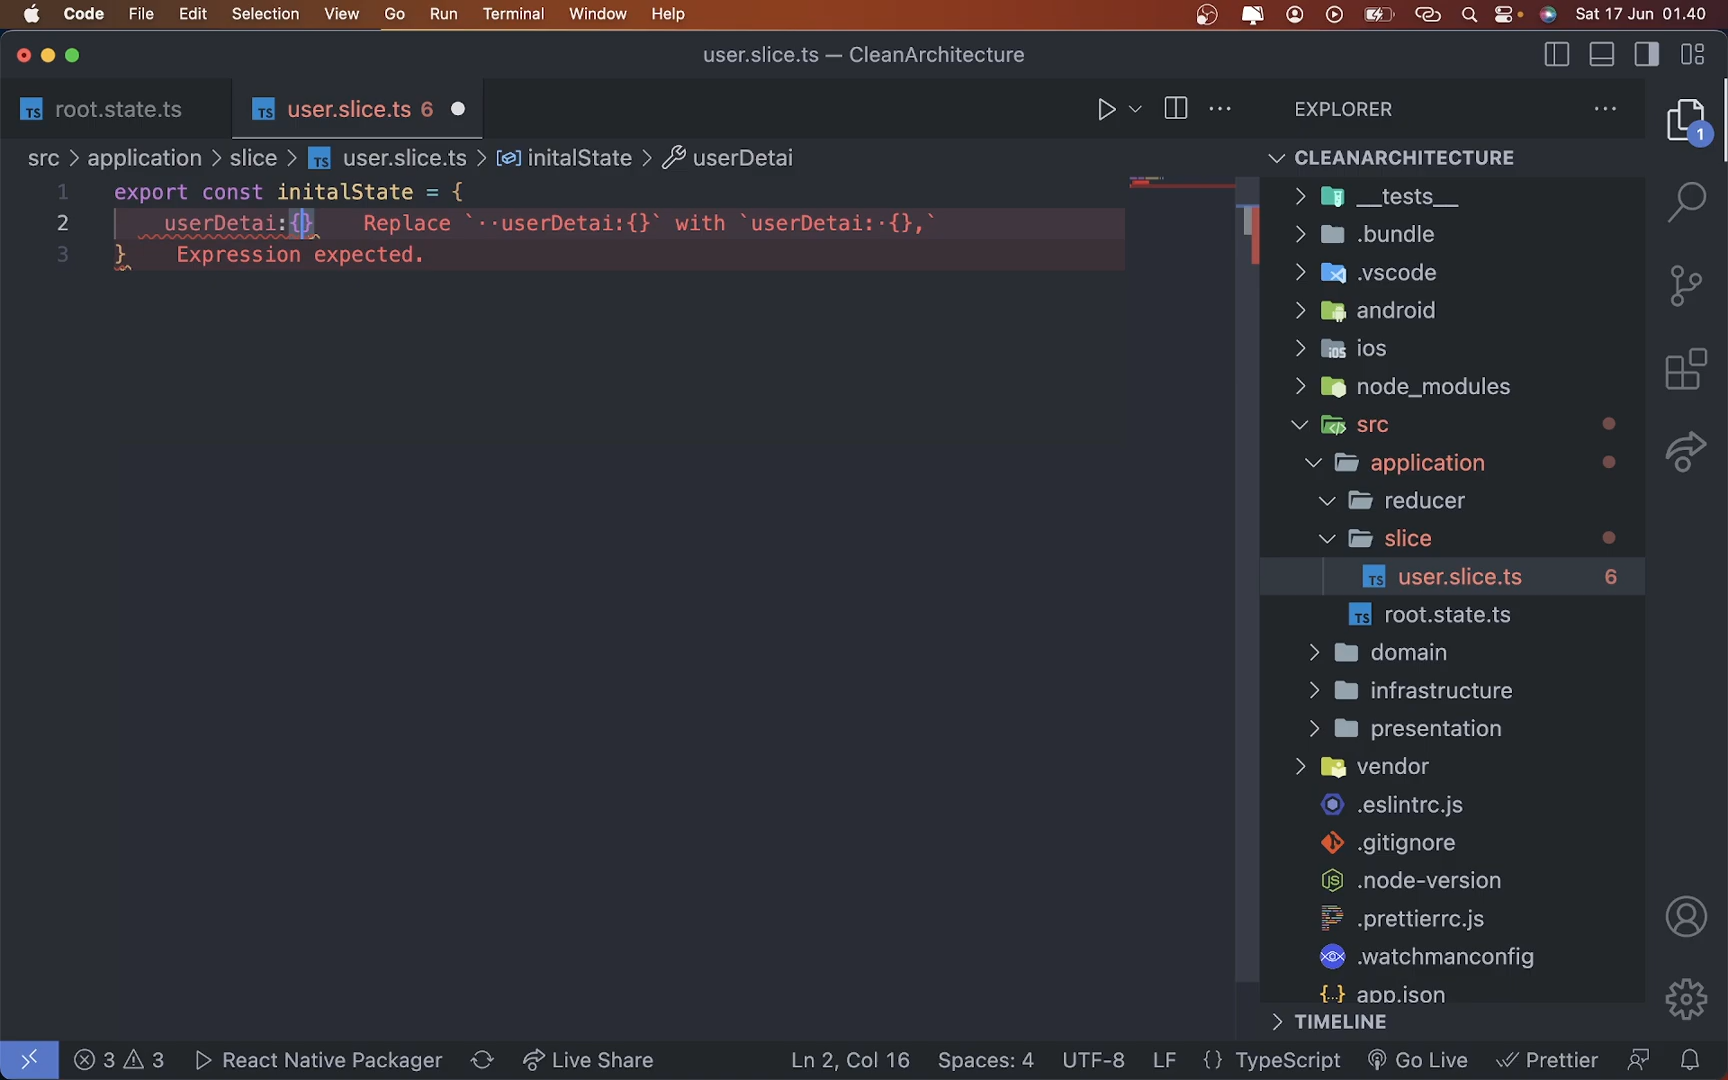 Code File Edit Selection View Go Run Terminal Window Help Sat 17 Jun 01.40
user.slice.ts — CleanArchitecture
root.state.ts user.slice.ts 6
src > application > slice > user.slice.ts > initalState > userDetai
1 export const initalState = {
2 userDetai:{} Replace `··userDetai:{}` with `userDetai:·{},`
3 } Expression expected.
EXPLORER
1
CLEANARCHITECTURE
__tests__
.bundle
.vscode
android
ios
node_modules
src
application
reducer
slice
user.slice.ts 6
root.state.ts
domain
infrastructure
presentation
vendor
.eslintrc.js
.gitignore
.node-version
.prettierrc.js
.watchmanconfig
app.json
TIMELINE
3 3 React Native Packager Live Share Ln 2, Col 16 Spaces: 4 UTF-8 LF {} TypeScript Go Live Prettier